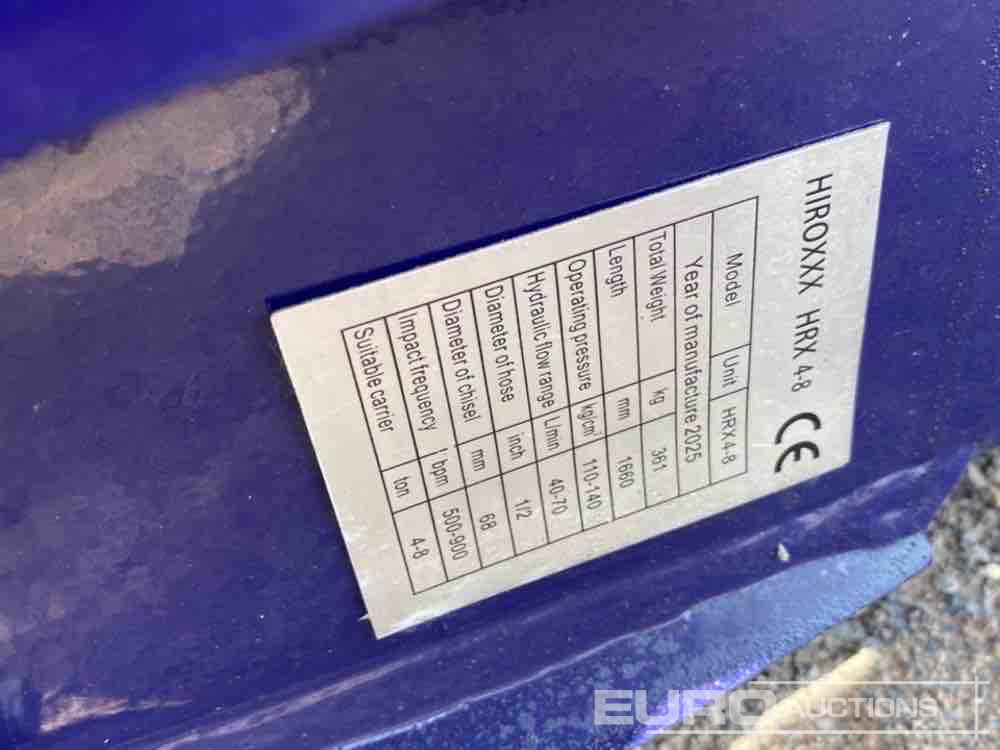 HIROXXX HRX 4-8 CE
Model Unit HRX4-8
Year of manufacture 2025
Total Weight kg 361
Length mm 1660
Operating pressure kg/cm² 110-140
Hydraulic flow range L/min 40-70
Diameter of hose inch 1/2
Diameter of chisel mm 68
Impact frequency bpm 500-900
Suitable carrier ton 4-8
EURO AUCTIONS